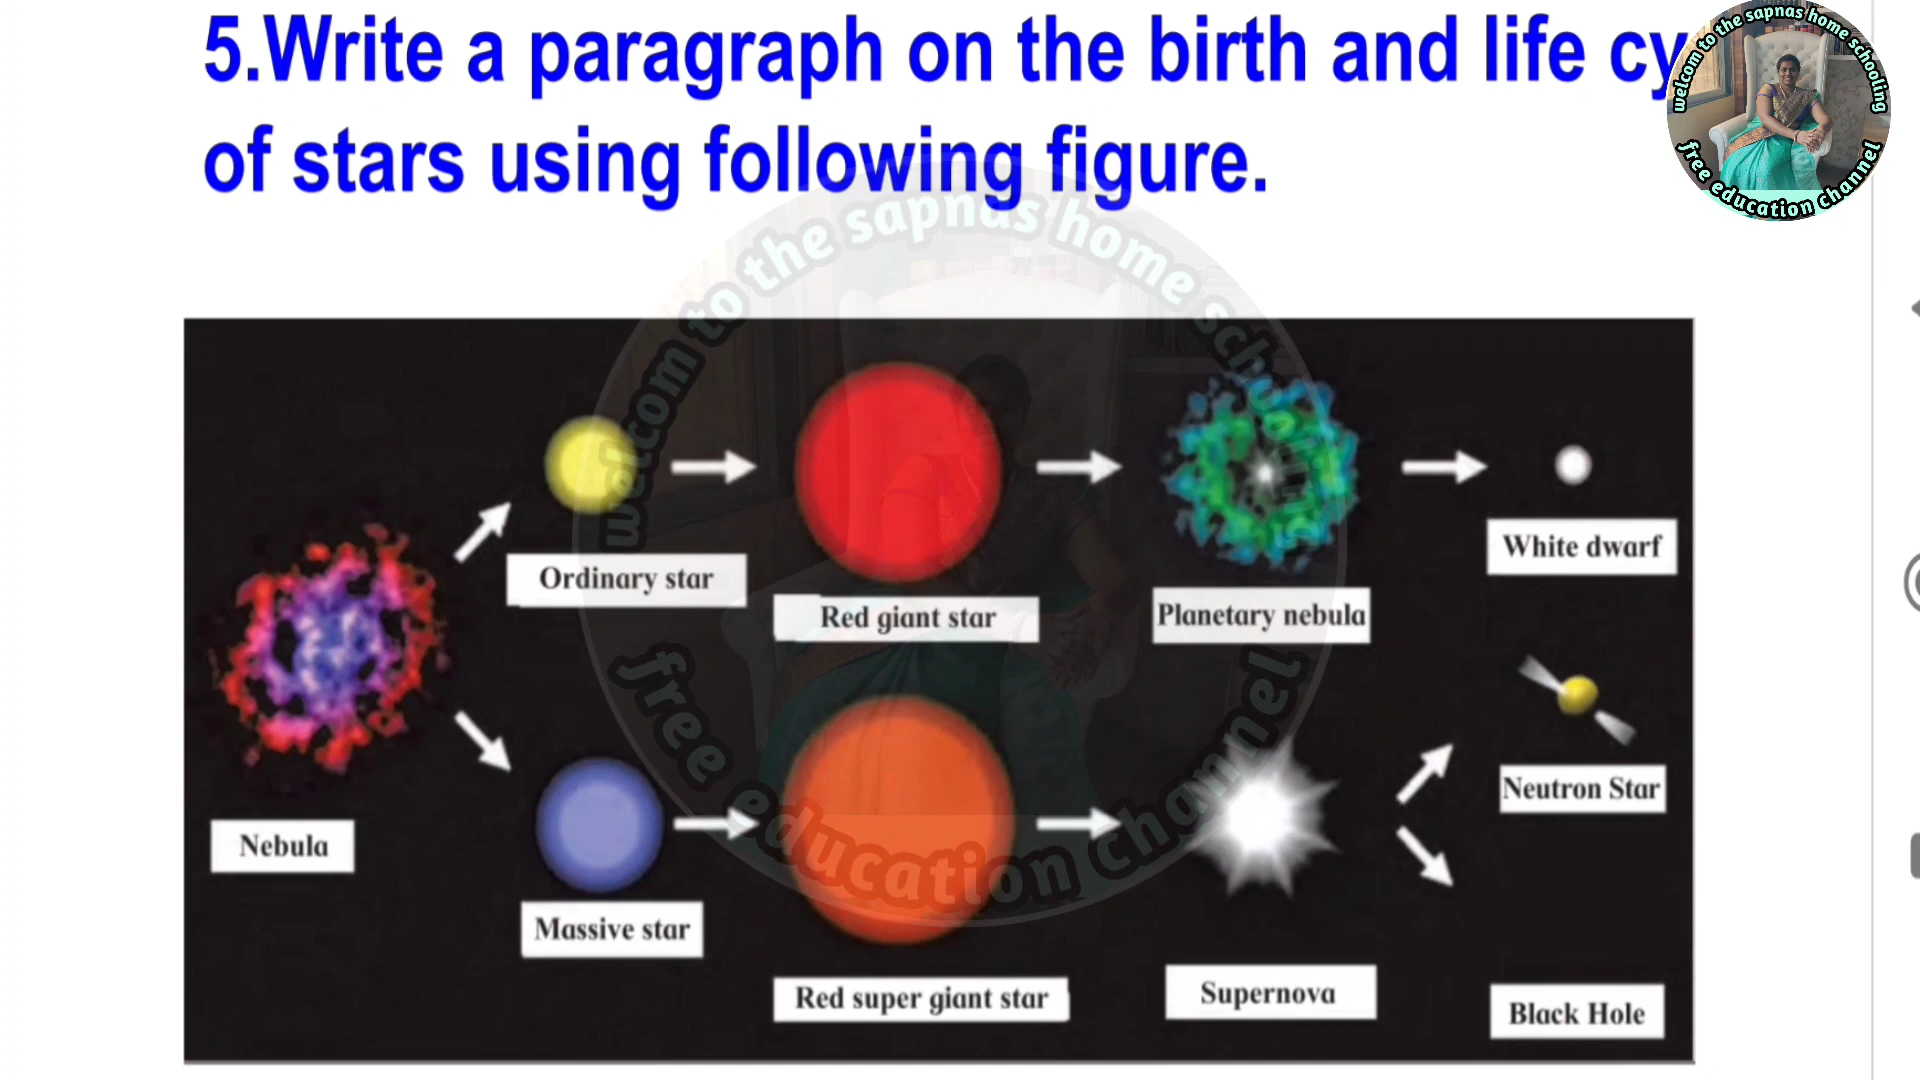 5.Write a paragraph on the birth and life cy
of stars using following figure.
welcom to the sapnas home schooling
free education channel
welcom to the sapnas home schooling
free education channel
Ordinary star
Red giant star
Planetary nebula
White dwarf
Nebula
Massive star
Red super giant star
Supernova
Neutron Star
Black Hole